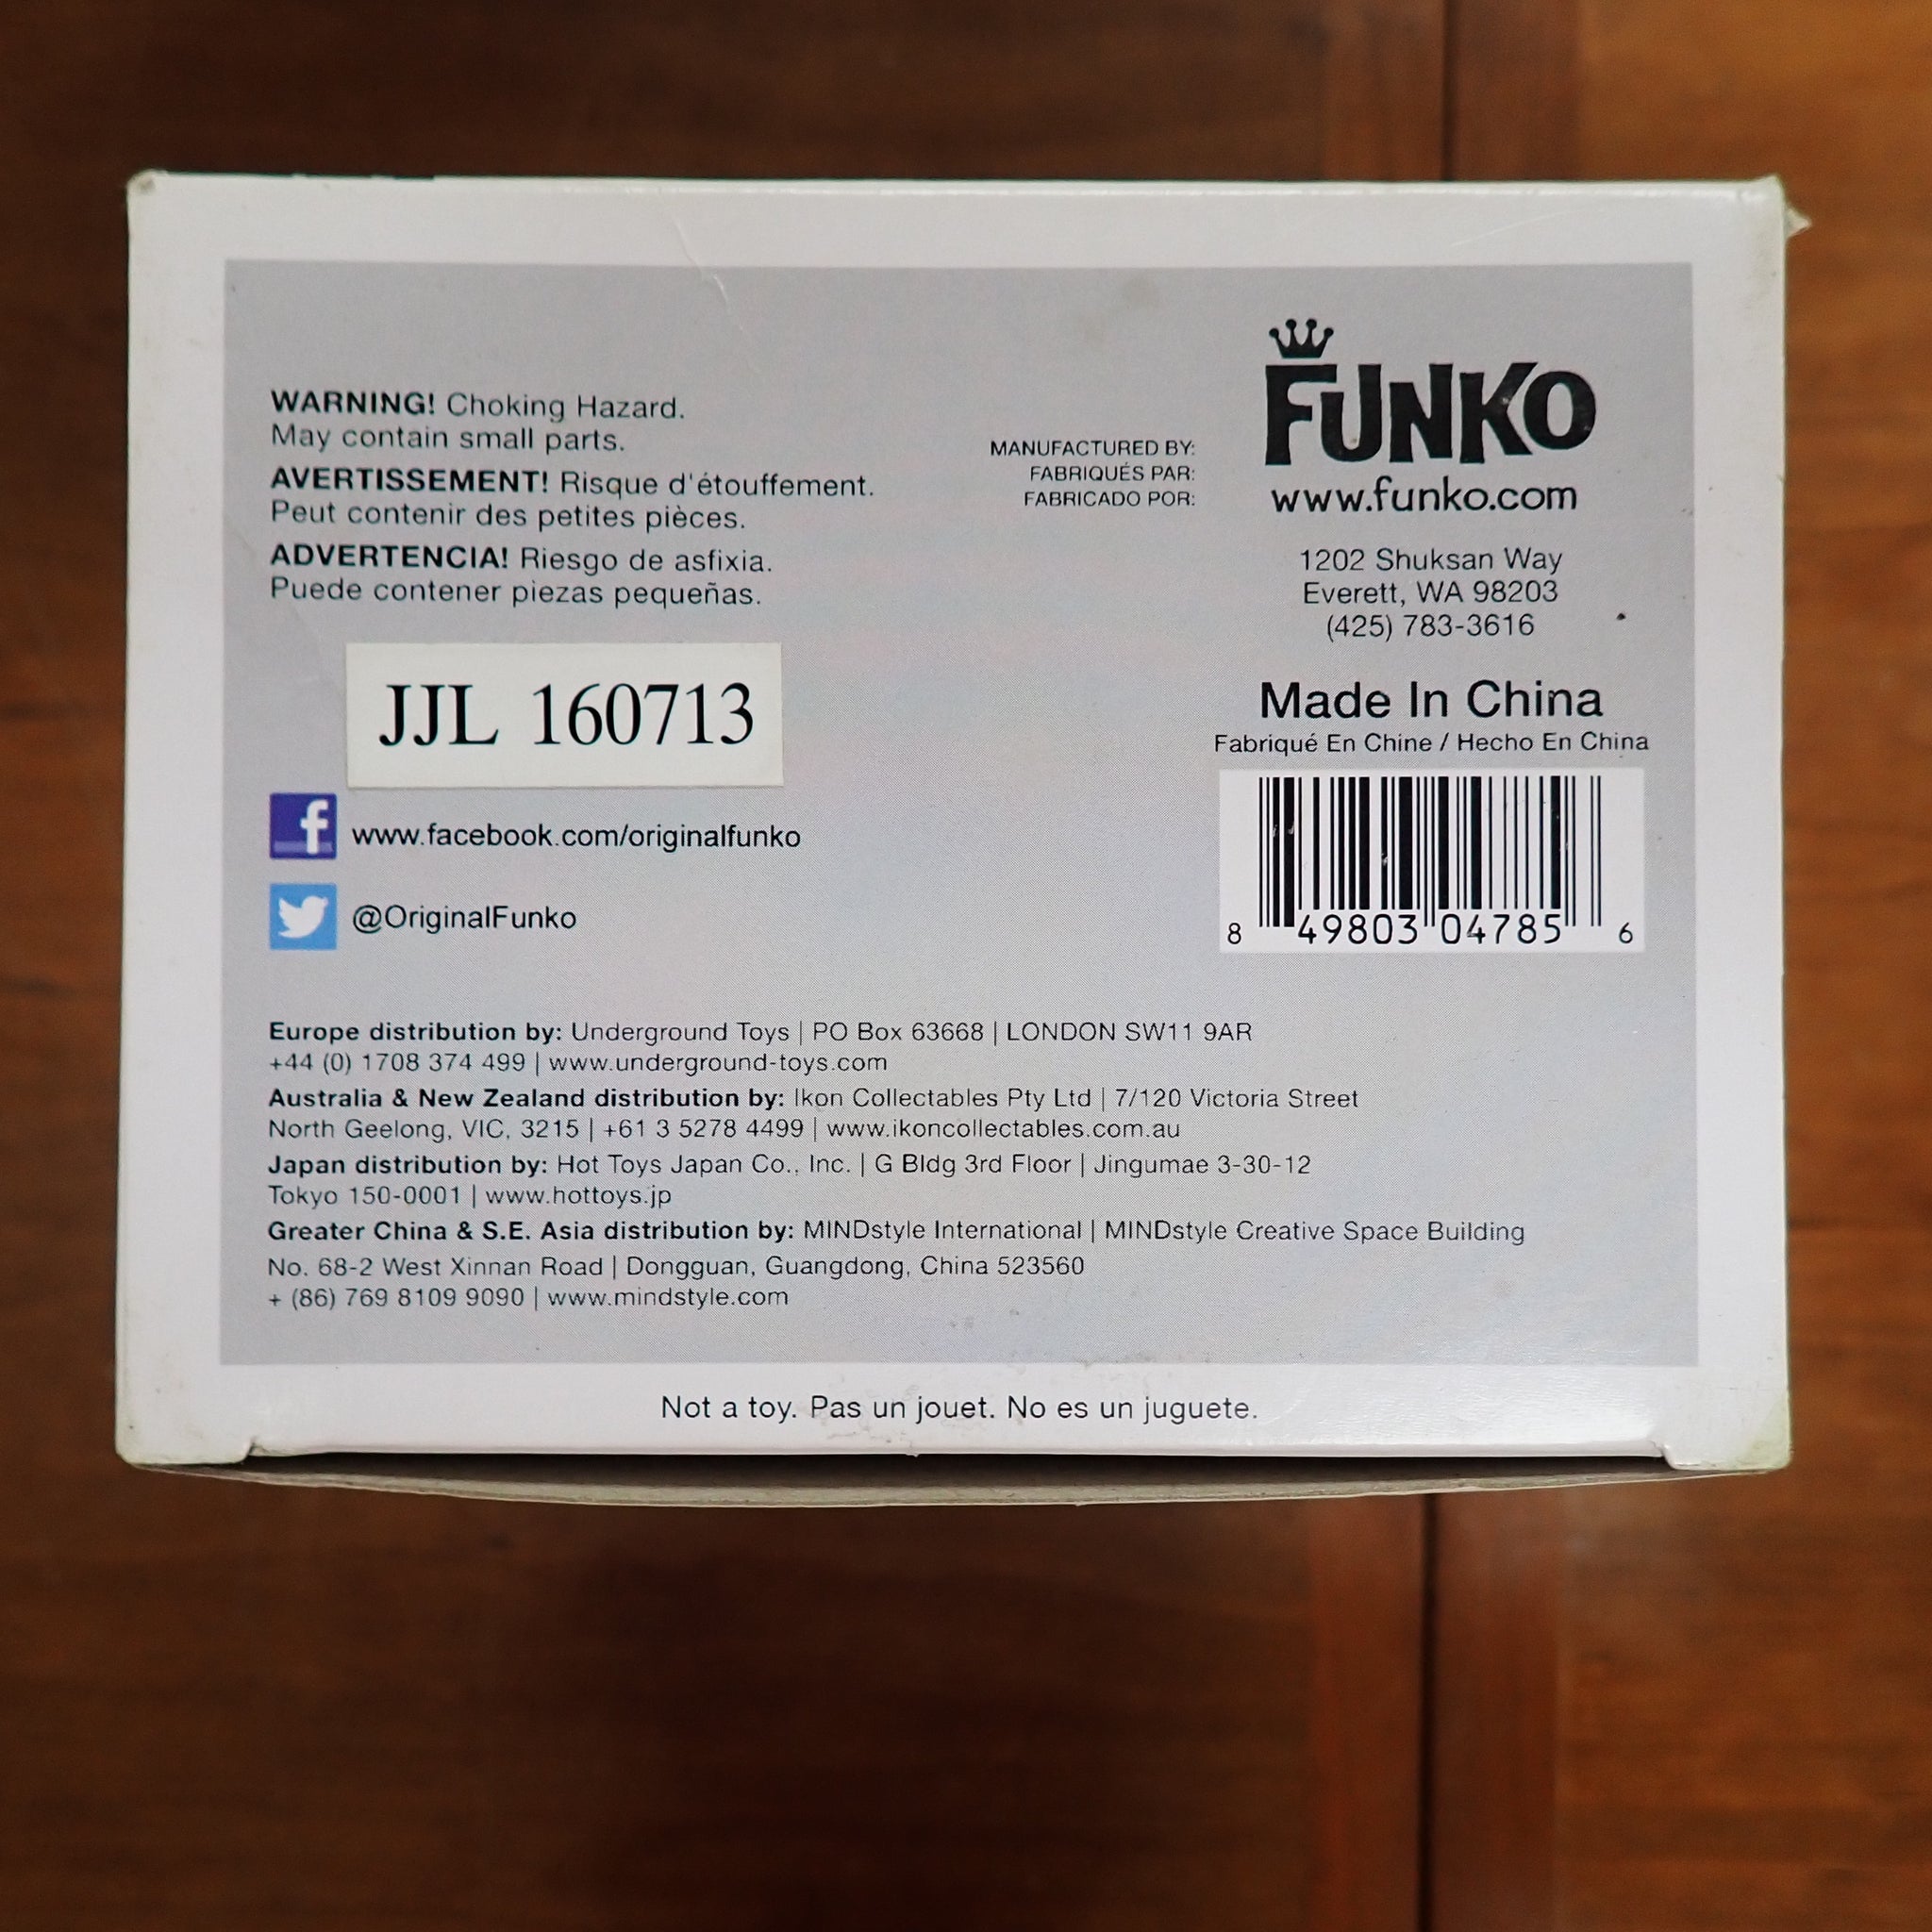 WARNING! Choking Hazard.
May contain small parts.
AVERTISSEMENT! Risque d'étouffement.
Peut contenir des petites pièces.
ADVERTENCIA! Riesgo de asfixia.
Puede contener piezas pequeñas.
JJL 160713
www.facebook.com/originalfunko
@OriginalFunko
MANUFACTURED BY:
FABRIQUÉS PAR:
FABRICADO POR:
FUNKO
www.funko.com
1202 Shuksan Way
Everett, WA 98203
(425) 783-3616
Made In China
Fabriqué En Chine / Hecho En China
8 49803 04785 6
Europe distribution by: Underground Toys | PO Box 63668 | LONDON SW11 9AR
+44 (0) 1708 374 499 | www.underground-toys.com
Australia & New Zealand distribution by: Ikon Collectables Pty Ltd | 7/120 Victoria Street
North Geelong, VIC, 3215 | +61 3 5278 4499 | www.ikoncollectables.com.au
Japan distribution by: Hot Toys Japan Co., Inc. | G Bldg 3rd Floor | Jingumae 3-30-12
Tokyo 150-0001 | www.hottoys.jp
Greater China & S.E. Asia distribution by: MINDstyle International | MINDstyle Creative Space Building
No. 68-2 West Xinnan Road | Dongguan, Guangdong, China 523560
+ (86) 769 8109 9090 | www.mindstyle.com
Not a toy. Pas un jouet. No es un juguete.